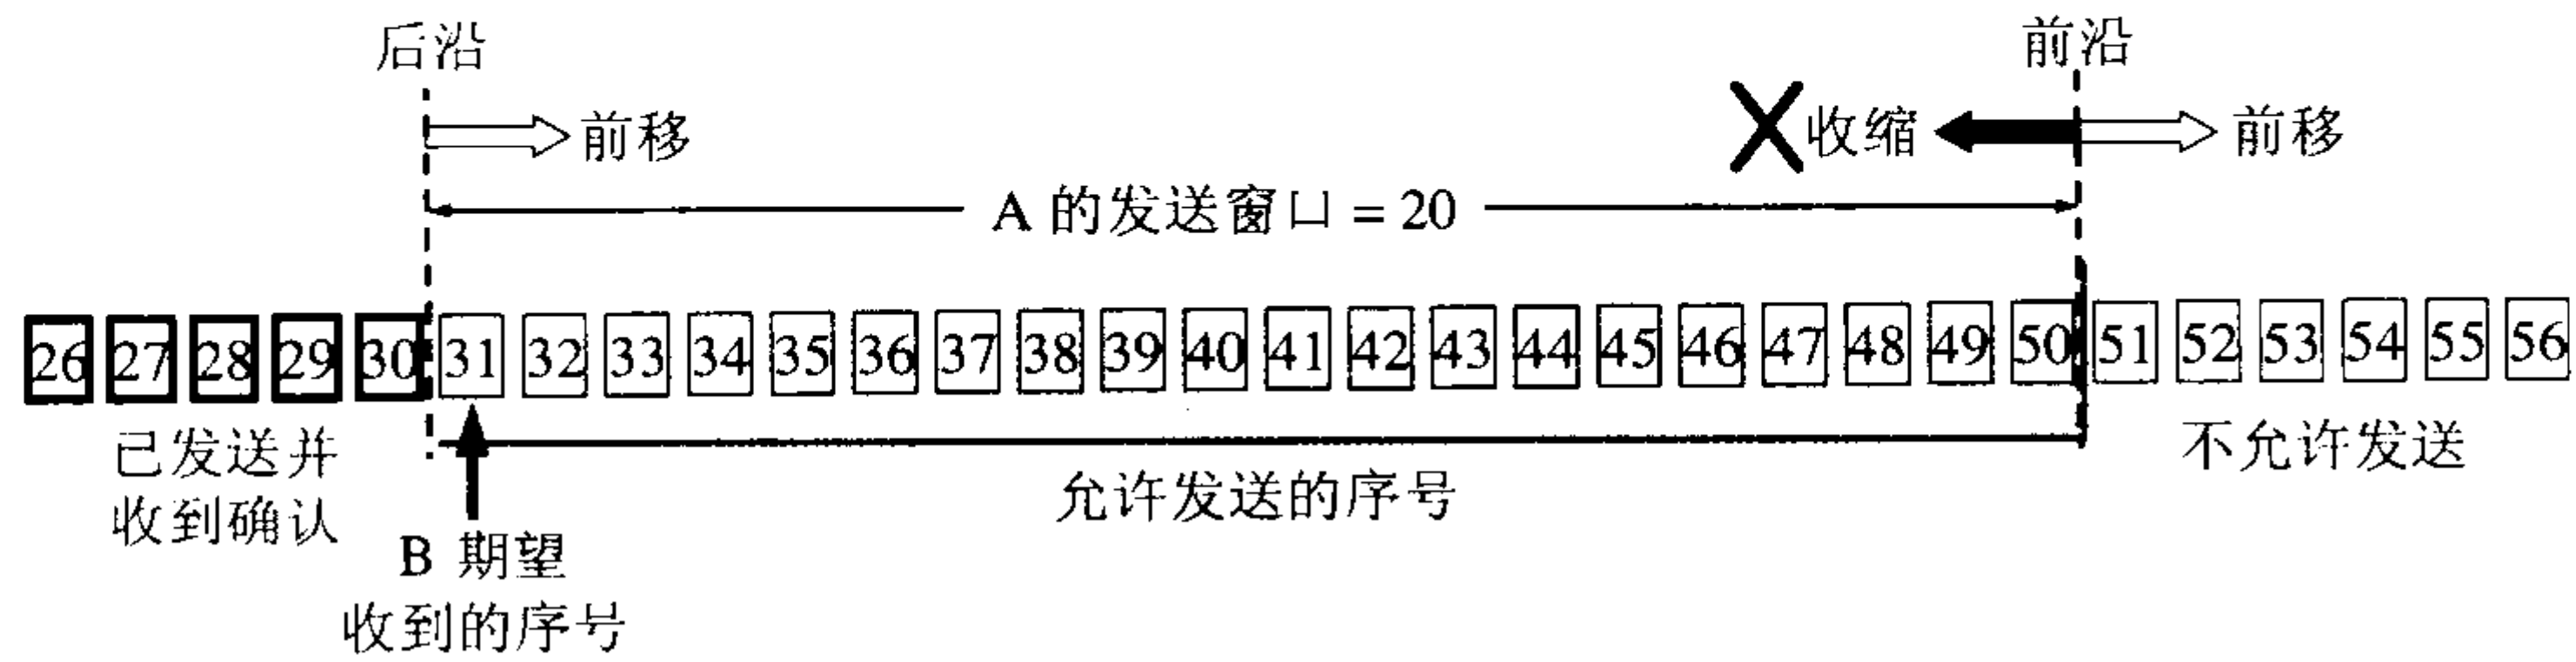 后沿
前沿
前移
收缩
前移
A 的发送窗口 = 20
26 27 28 29 30 31 32 33 34 35 36 37 38 39 40 41 42 43 44 45 46 47 48 49 50 51 52 53 54 55 56
已发送并
收到确认
B 期望
收到的序号
允许发送的序号
不允许发送